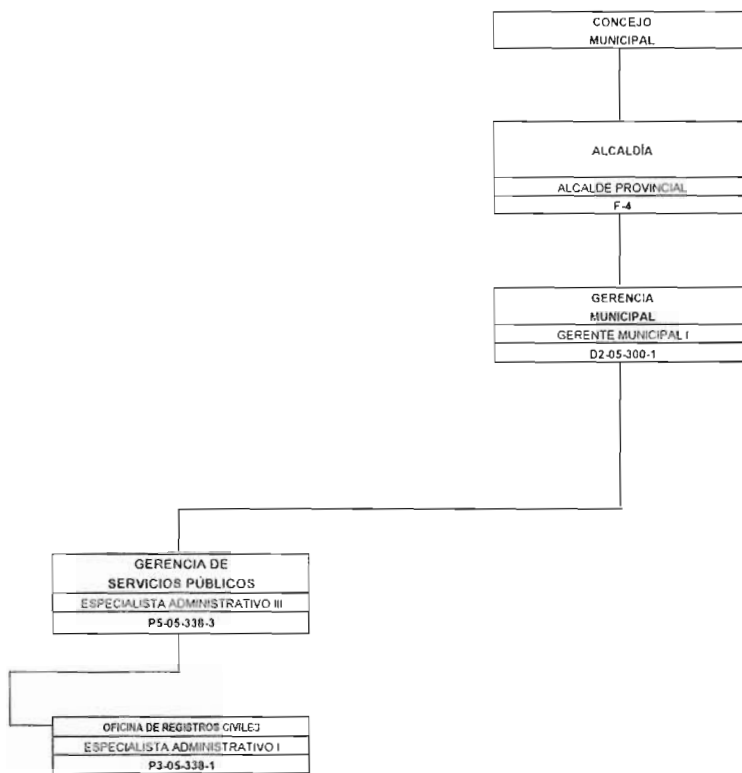 CONCEJO
MUNICIPAL
ALCALDÍA
ALCALDE PROVINCIAL
F-4
GERENCIA
MUNICIPAL
GERENTE MUNICIPAL I
D2-05-300-1
GERENCIA DE
SERVICIOS PÚBLICOS
ESPECIALISTA ADMINISTRATIVO III
P5-05-338-3
OFICINA DE REGISTROS CIVILES
ESPECIALISTA ADMINISTRATIVO I
P3-05-338-1